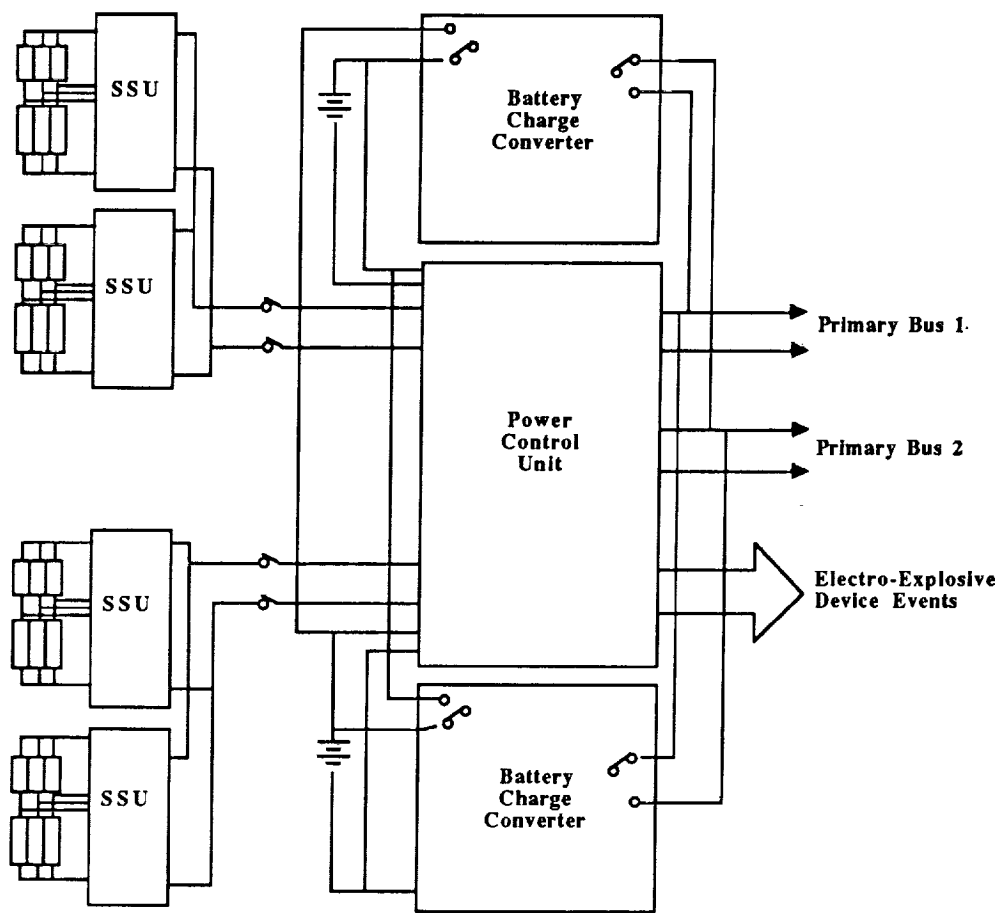 SSU
SSU
SSU
SSU
Battery
Charge
Converter
Power
Control
Unit
Battery
Charge
Converter
Primary Bus 1
Primary Bus 2
Electro-Explosive
Device Events